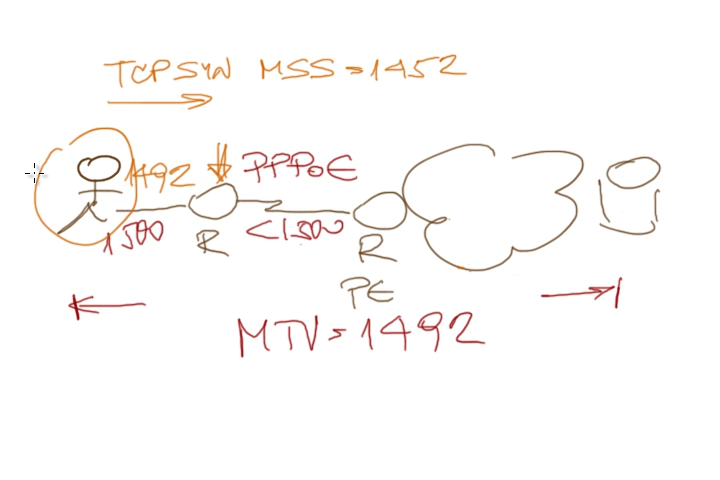 TCP SYN MSS=1452
1492 PPPoE
1500 <1500
R R
PE
MTU=1492